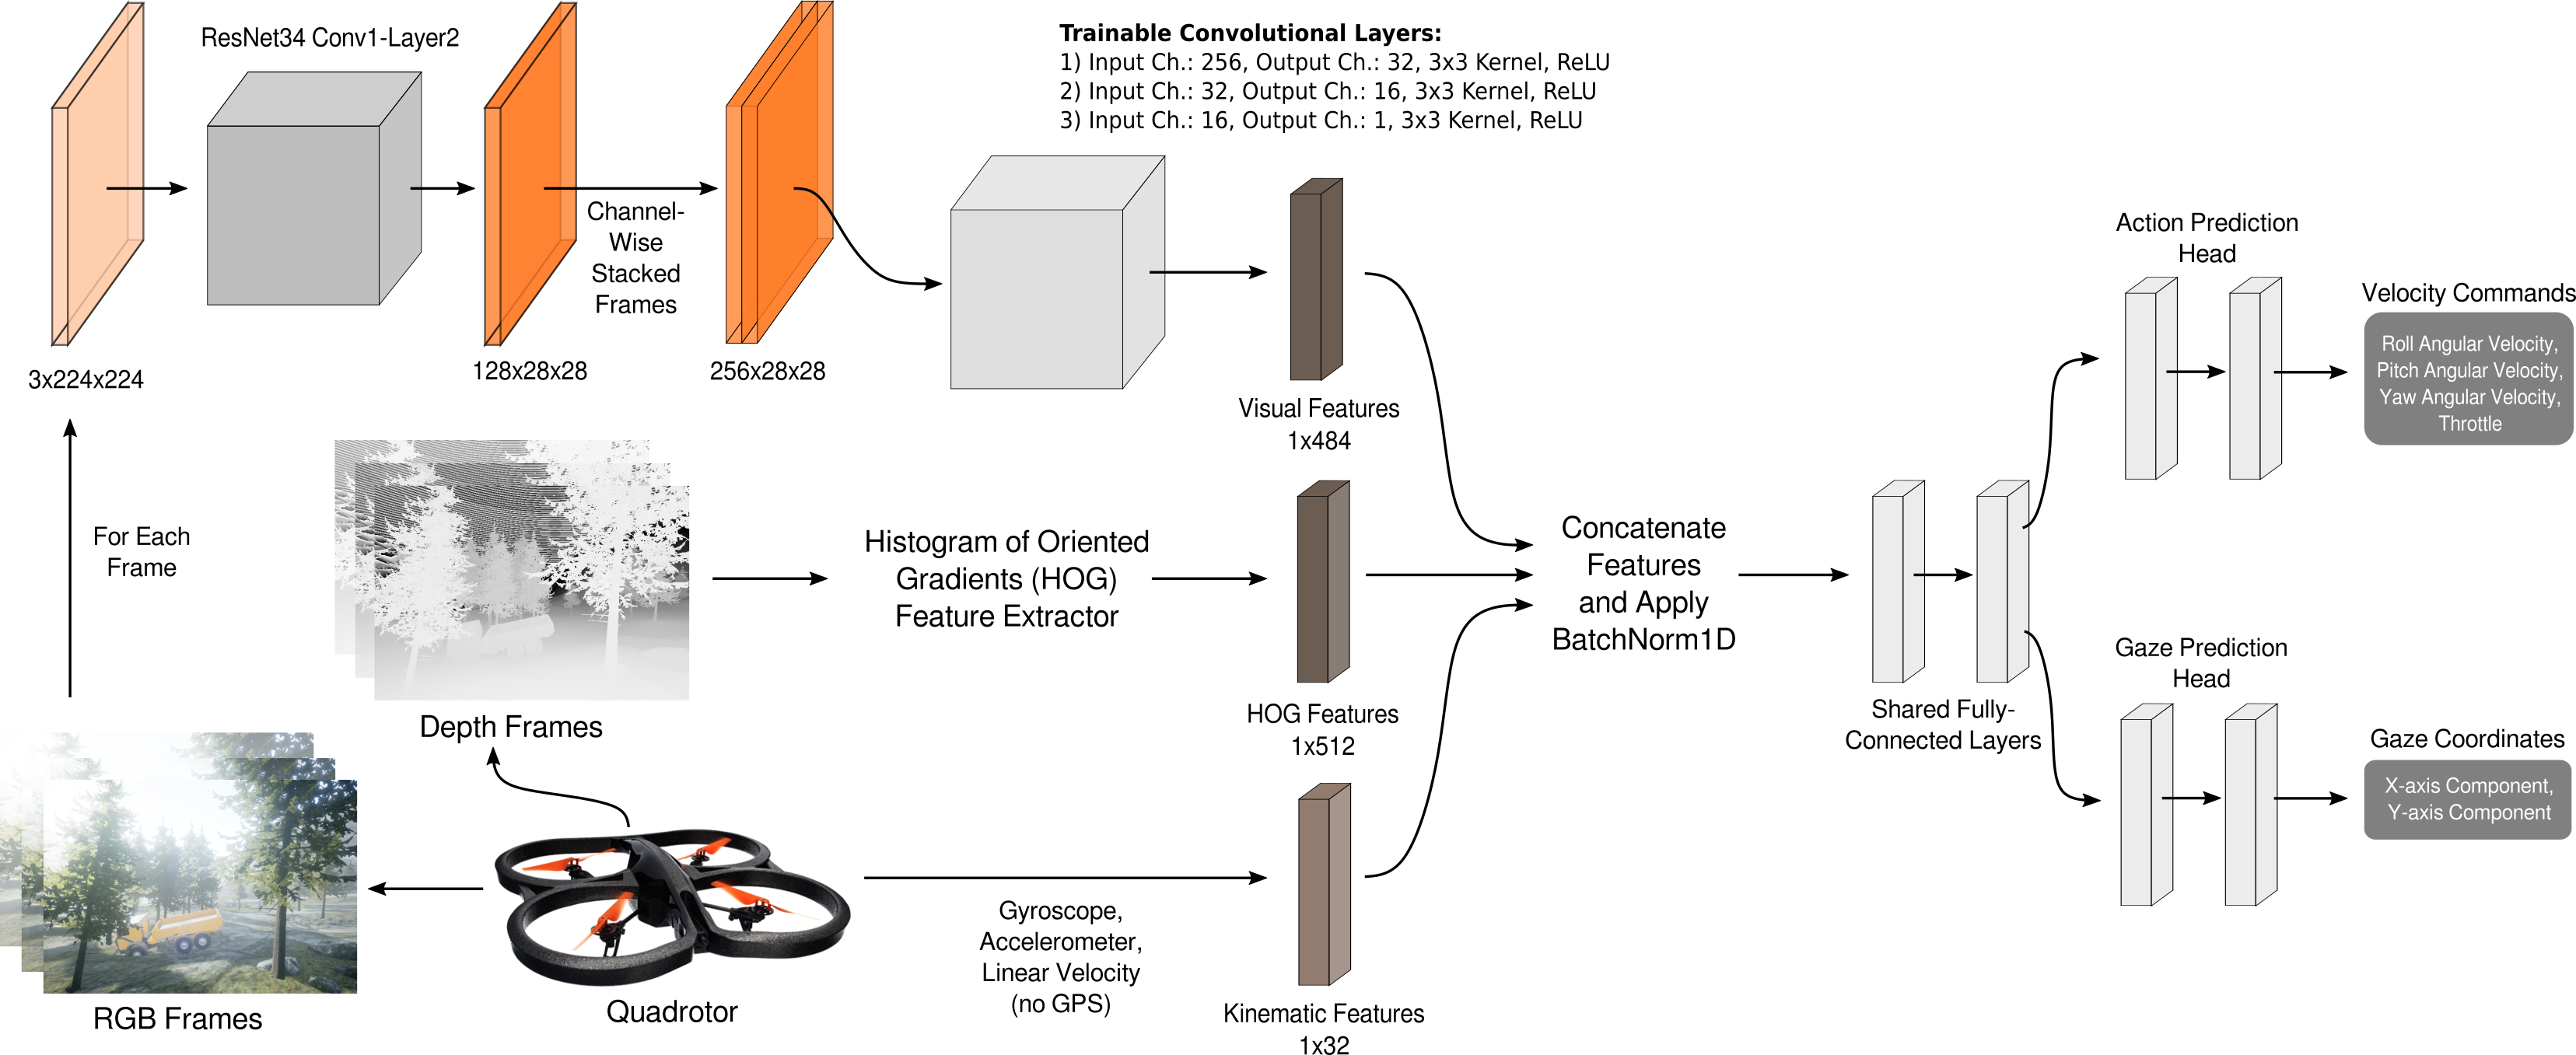 ResNet34 Conv1-Layer2
Trainable Convolutional Layers:
1) Input Ch.: 256, Output Ch.: 32, 3x3 Kernel, ReLU
2) Input Ch.: 32, Output Ch.: 16, 3x3 Kernel, ReLU
3) Input Ch.: 16, Output Ch.: 1, 3x3 Kernel, ReLU
Channel-
Wise
Stacked
Frames
3x224x224
128x28x28
256x28x28
Visual Features
1x484
For Each
Frame
Depth Frames
Histogram of Oriented
Gradients (HOG)
Feature Extractor
HOG Features
1x512
RGB Frames
Quadrotor
Gyroscope,
Accelerometer,
Linear Velocity
(no GPS)
Kinematic Features
1x32
Concatenate
Features
and Apply
BatchNorm1D
Shared Fully-
Connected Layers
Action Prediction
Head
Velocity Commands
Roll Angular Velocity,
Pitch Angular Velocity,
Yaw Angular Velocity,
Throttle
Gaze Prediction
Head
Gaze Coordinates
X-axis Component,
Y-axis Component